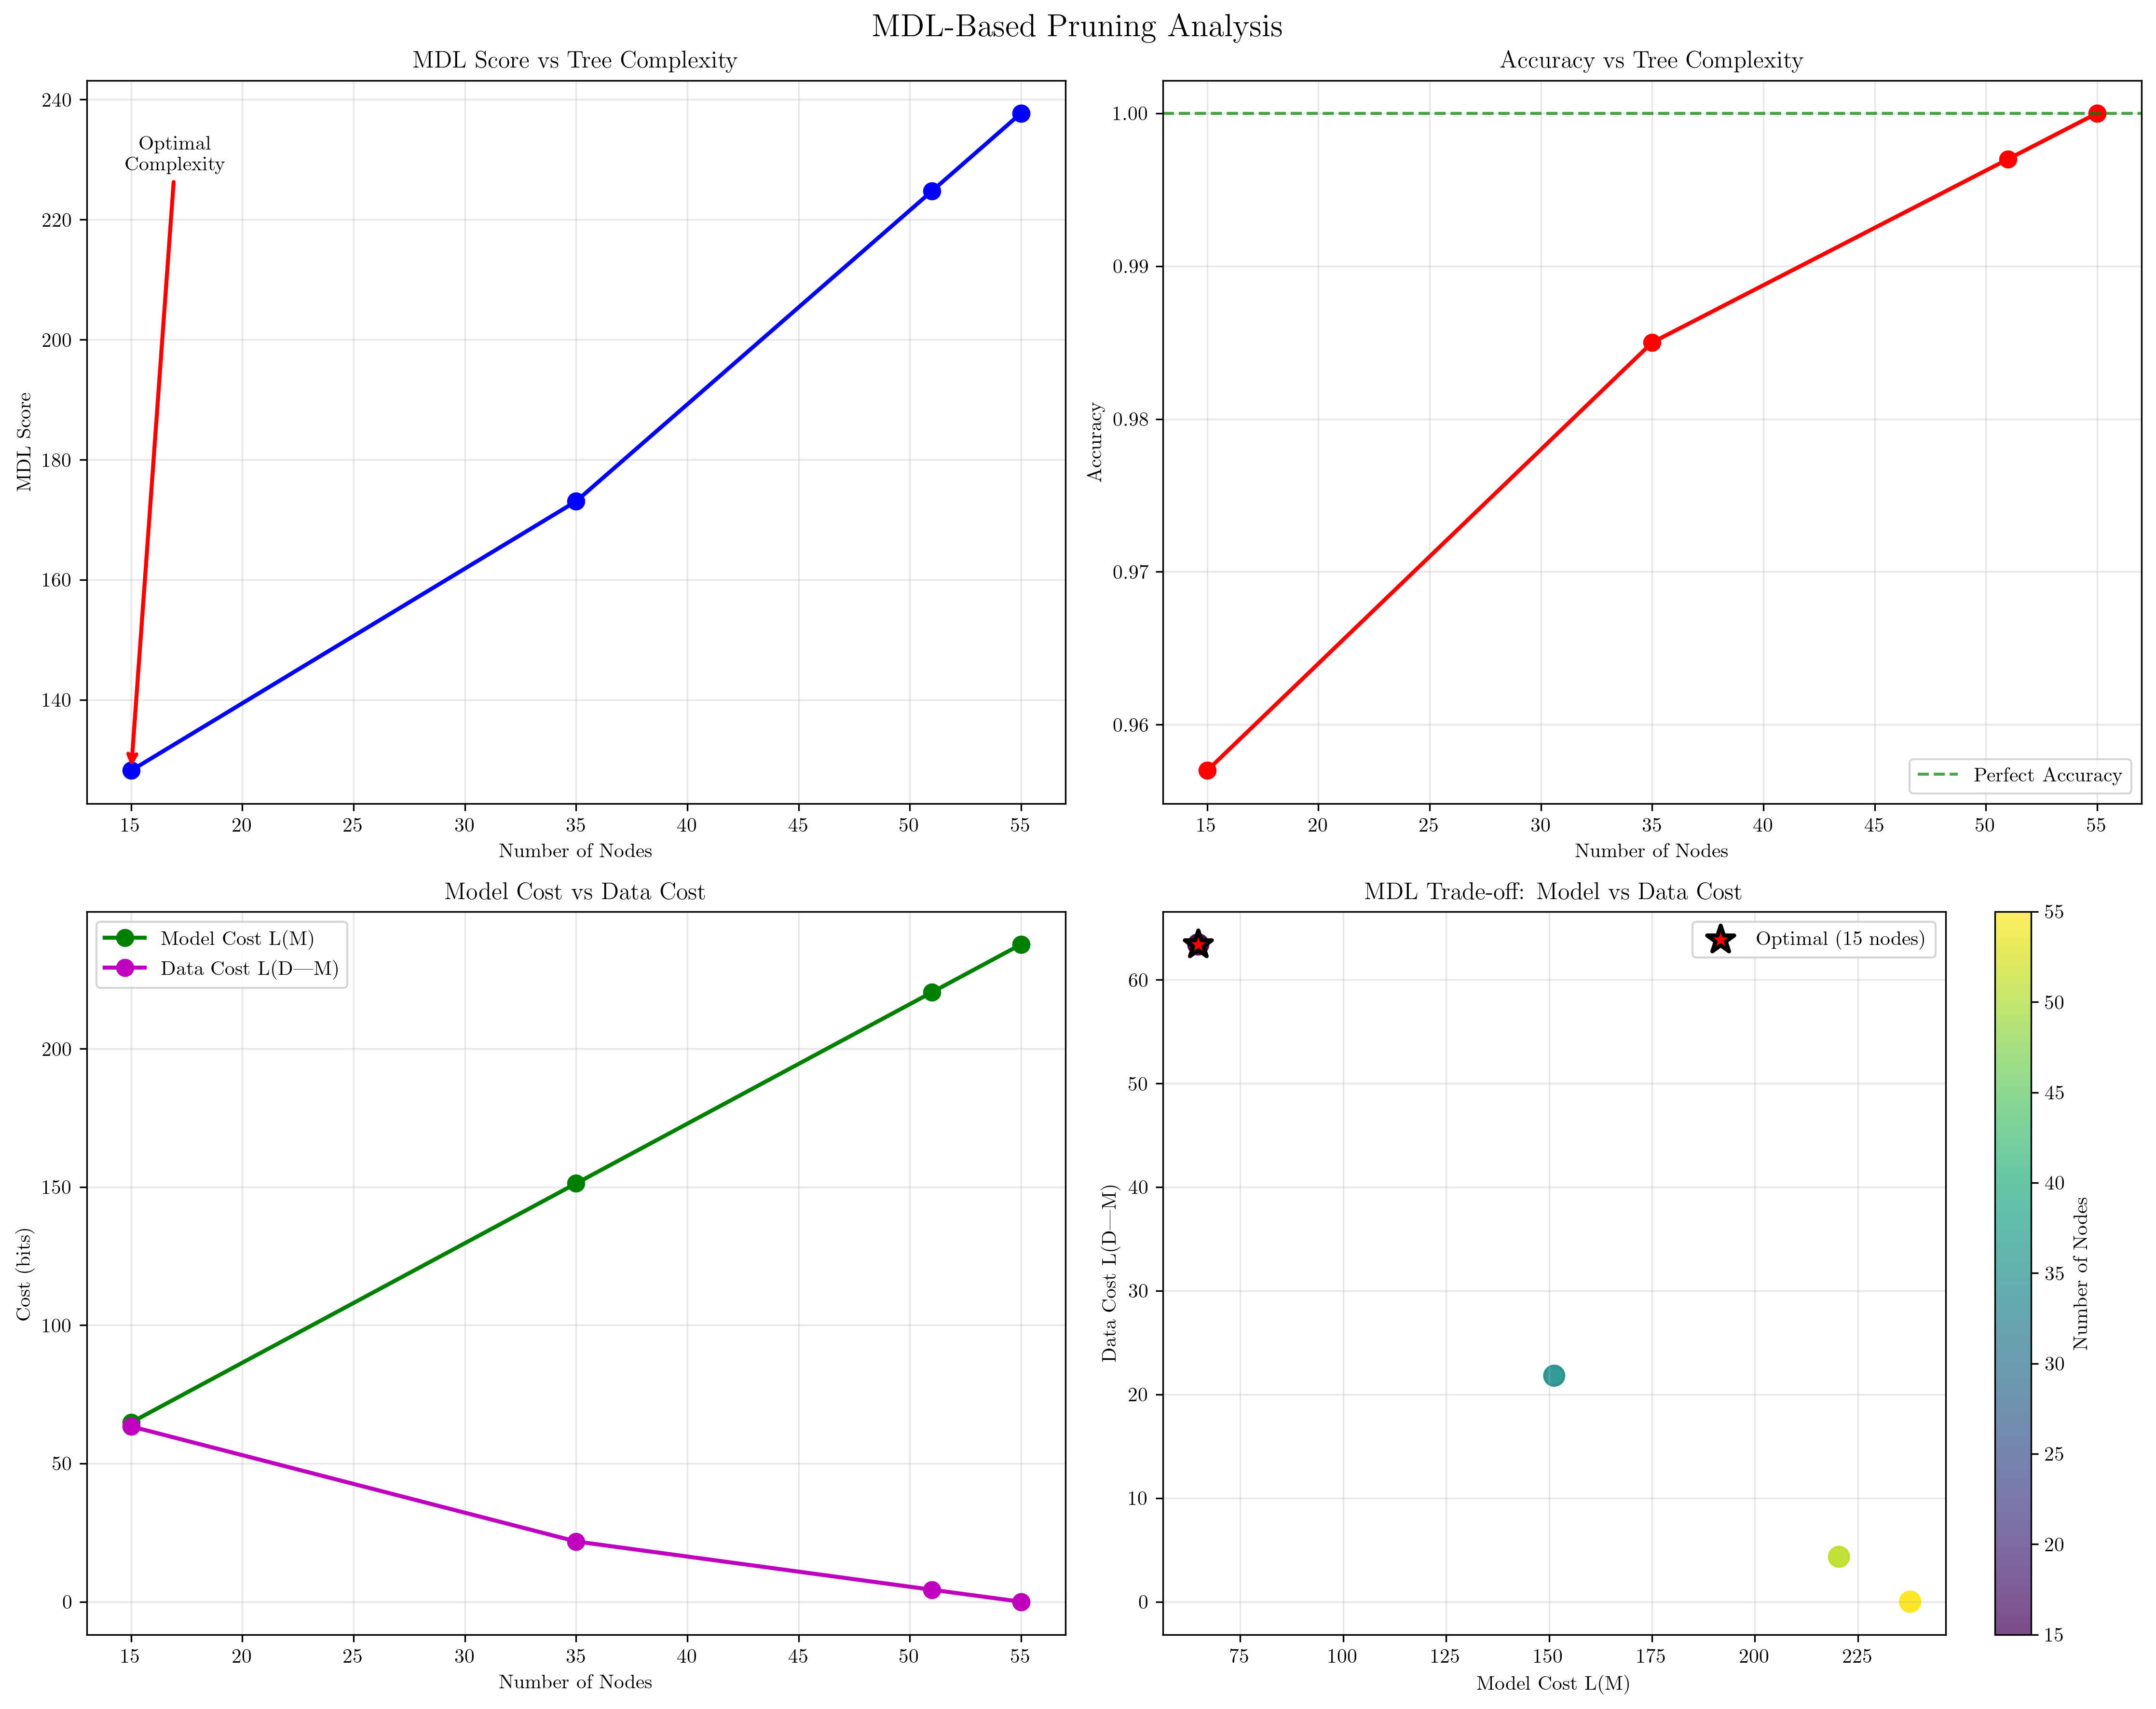 MDL-Based Pruning Analysis
MDL Score vs Tree Complexity
240
220
200
180
160
140
MDL Score
Optimal
Complexity
15 20 25 30 35 40 45 50 55
Number of Nodes
Accuracy vs Tree Complexity
1.00
0.99
0.98
0.97
0.96
Accuracy
Perfect Accuracy
15 20 25 30 35 40 45 50 55
Number of Nodes
Model Cost vs Data Cost
Model Cost L(M)
Data Cost L(D—M)
200
150
100
50
0
Cost (bits)
15 20 25 30 35 40 45 50 55
Number of Nodes
MDL Trade-off: Model vs Data Cost
Optimal (15 nodes)
60
50
40
30
20
10
0
Data Cost L(D—M)
75 100 125 150 175 200 225
Model Cost L(M)
55
50
45
40
35
30
25
20
15
Number of Nodes